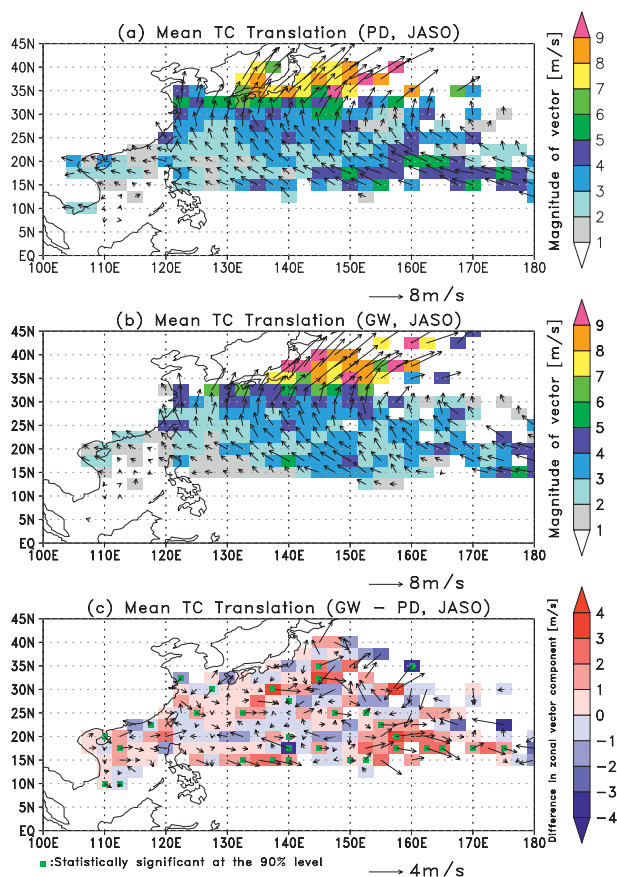 (a) Mean TC Translation (PD, JASO)
45N
40N
35N
30N
25N
20N
15N
10N
5N
EQ
100E 110E 120E 130E 140E 150E 160E 170E 180
8m/s
9
8
7
6
5
4
3
2
1
Magnitude of vector [m/s]
(b) Mean TC Translation (GW, JASO)
45N
40N
35N
30N
25N
20N
15N
10N
5N
EQ
100E 110E 120E 130E 140E 150E 160E 170E 180
8m/s
9
8
7
6
5
4
3
2
1
Magnitude of vector [m/s]
(c) Mean TC Translation (GW - PD, JASO)
45N
40N
35N
30N
25N
20N
15N
10N
5N
EQ
100E 110E 120E 130E 140E 150E 160E 170E 180
4
3
2
1
0
-1
-2
-3
-4
Difference in zonal vector component [m/s]
:Statistically significant at the 90% level
4m/s